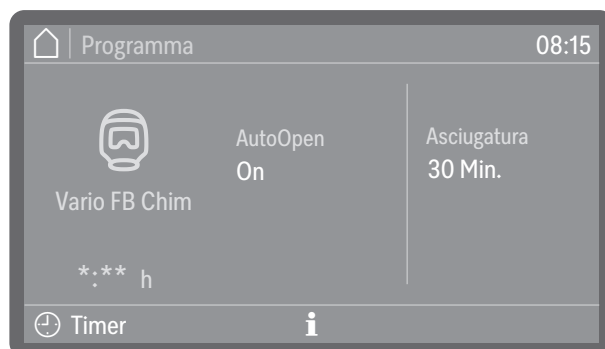 Programma
08:15
AutoOpen
On
Asciugatura
30 Min.
Vario FB Chim
*:** h
Timer
i